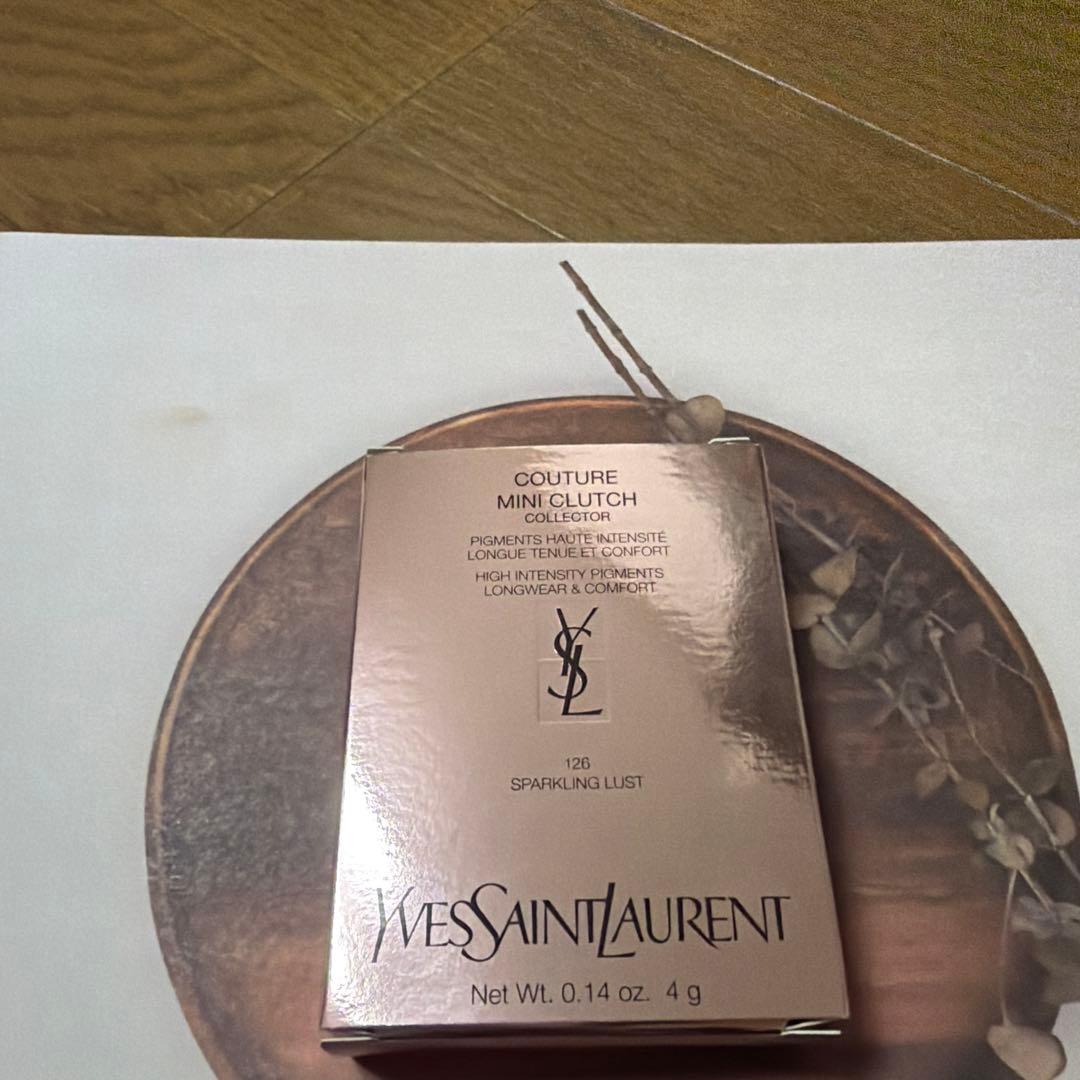 COUTURE
MINI CLUTCH
COLLECTOR
PIGMENTS HAUTE INTENSITÉ
LONGUE TENUE ET CONFORT
HIGH INTENSITY PIGMENTS
LONGWEAR & COMFORT
YSL
126
SPARKLING LUST
YVESSAINTLAURENT
Net Wt. 0.14 oz. 4 g